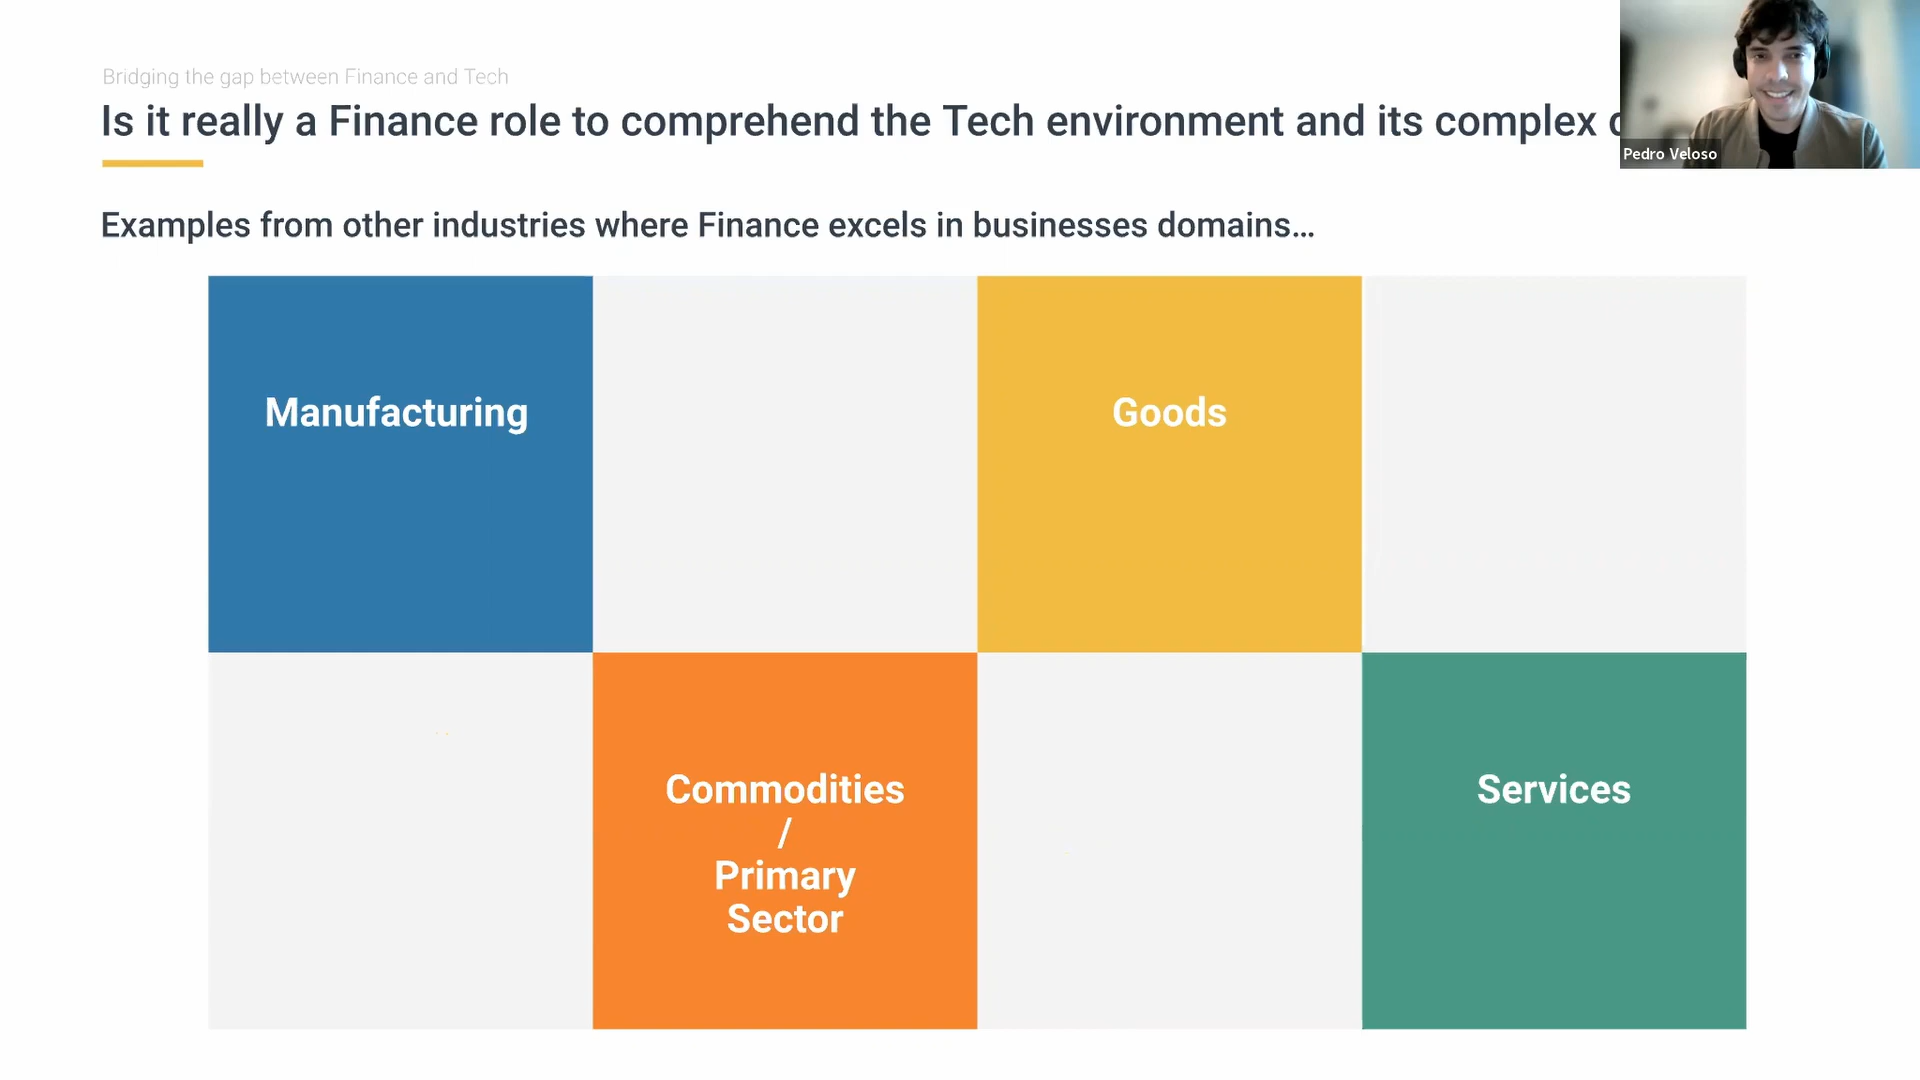 Bridging the gap between Finance and Tech
Is it really a Finance role to comprehend the Tech environment and its complex
Pedro Veloso
Examples from other industries where Finance excels in businesses domains...
Manufacturing
Goods
Commodities
/
Primary
Sector
Services